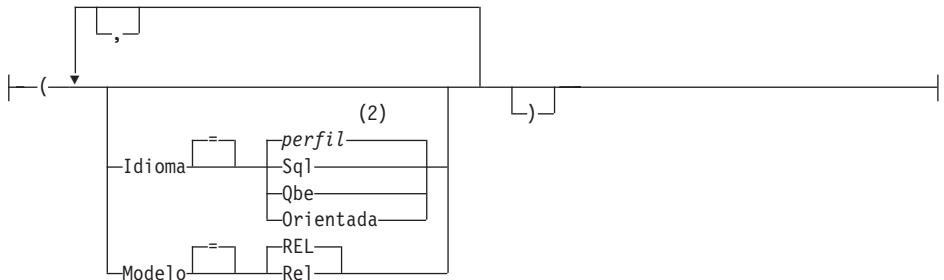 ,
(
(2)
)
= perfil
Idioma Sql
Qbe
Orientada
= REL
Modelo Rel